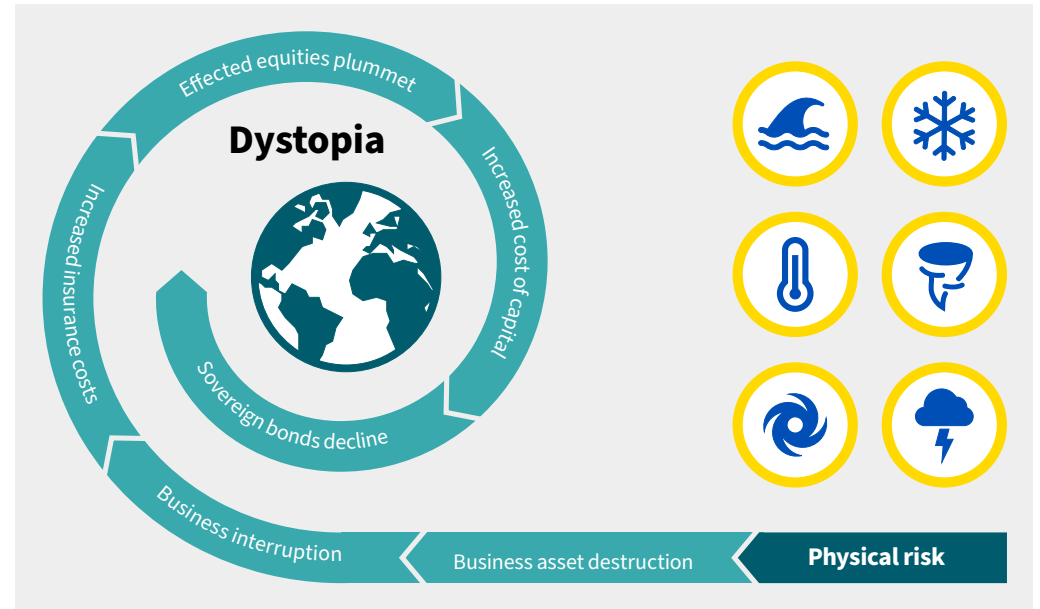 Effected equities plummet
Dystopia
Increased cost of capital
Increased insurance costs
Sovereign bonds decline
Business interruption
Business asset destruction
Physical risk